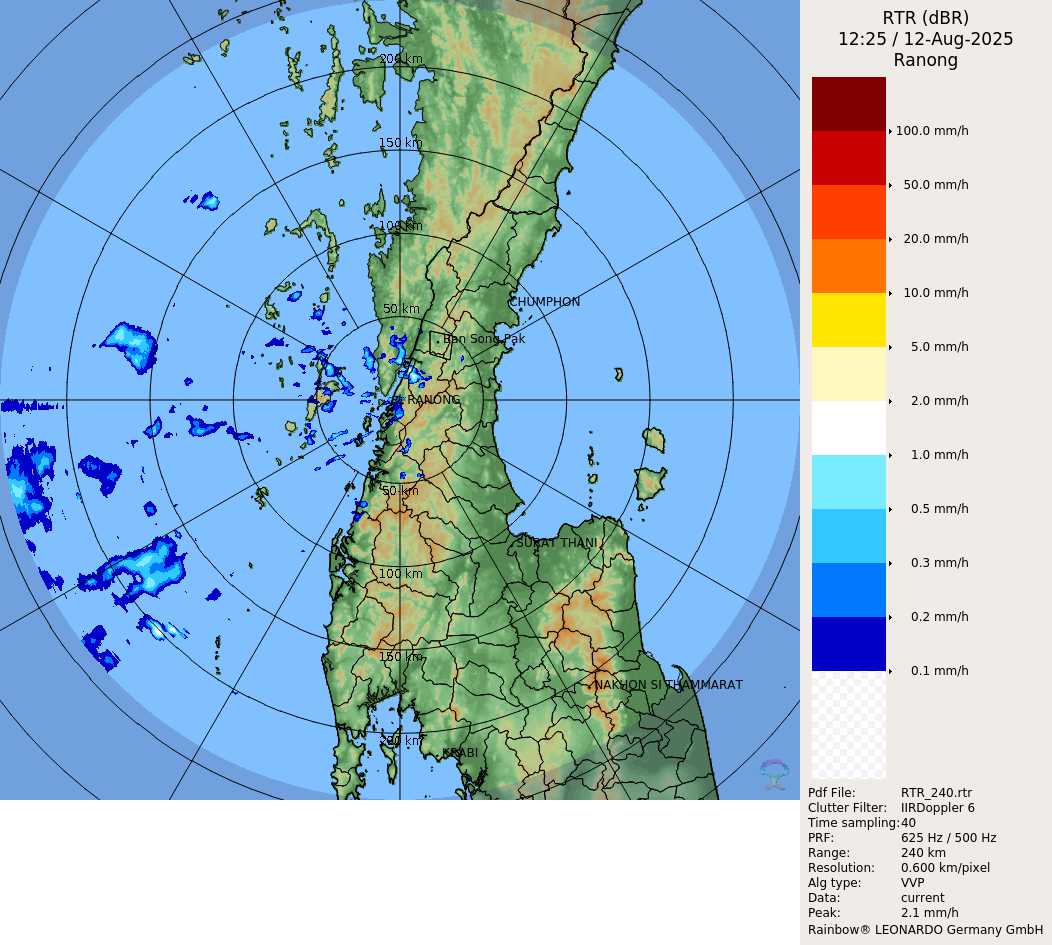 RTR (dBR)
12:25 / 12-Aug-2025
Ranong
200 km
150 km
100 km
50 km
CHUMPHON
Ban Song Pak
RANONG
50 km
SURAT THANI
100 km
150 km
NAKHON SI THAMMARAT
200 km
KRABI
100.0 mm/h
50.0 mm/h
20.0 mm/h
10.0 mm/h
5.0 mm/h
2.0 mm/h
1.0 mm/h
0.5 mm/h
0.3 mm/h
0.2 mm/h
0.1 mm/h
Pdf File: RTR_240.rtr
Clutter Filter: IIRDoppler 6
Time sampling: 40
PRF: 625 Hz / 500 Hz
Range: 240 km
Resolution: 0.600 km/pixel
Alg type: VVP
Data: current
Peak: 2.1 mm/h
Rainbow® LEONARDO Germany GmbH